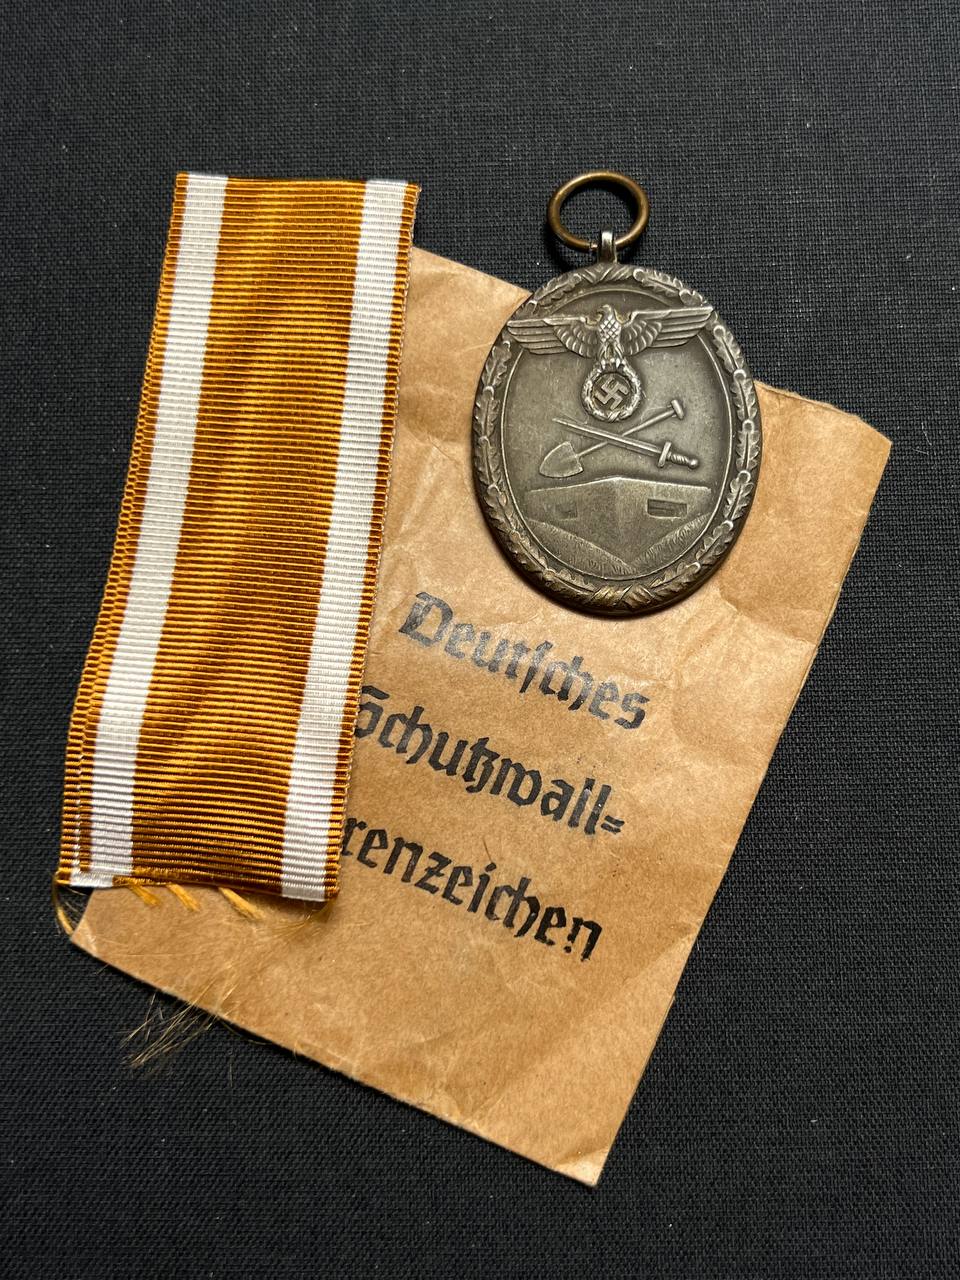 Deutſches
Schutzwall=
renzeichen